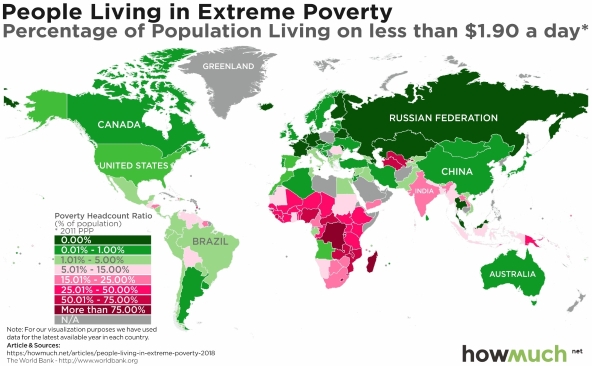 People Living in Extreme Poverty
Percentage of Population Living on less than $1.90 a day*
GREENLAND
CANADA
RUSSIAN FEDERATION
UNITED STATES
CHINA
INDIA
BRAZIL
AUSTRALIA
Poverty Headcount Ratio
(% of population)
* 2011 PPP
0.00%
0.01% - 1.00%
1.01% - 5.00%
5.01% - 15.00%
15.01% - 25.00%
25.01% - 50.00%
50.01% - 75.00%
More than 75.00%
N/A
Note: For our visualization purposes we have used
data for the latest available year in each country.
Article & Sources:
https://howmuch.net/articles/people-living-in-extreme-poverty-2018
The World Bank - http://www.worldbank.org
howmuch.net